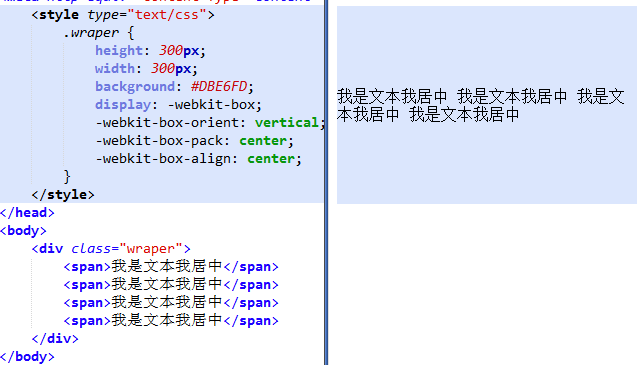 <style type="text/css">
.wraper {
height: 300px;
width: 300px;
background: #DBE6FD;
display: -webkit-box;
-webkit-box-orient: vertical;
-webkit-box-pack: center;
-webkit-box-align: center;
}
</style>
</head>
<body>
<div class="wraper">
<span>我是文本我居中</span>
<span>我是文本我居中</span>
<span>我是文本我居中</span>
<span>我是文本我居中</span>
</div>
</body>
我是文本我居中 我是文本我居中 我是文
本我居中 我是文本我居中